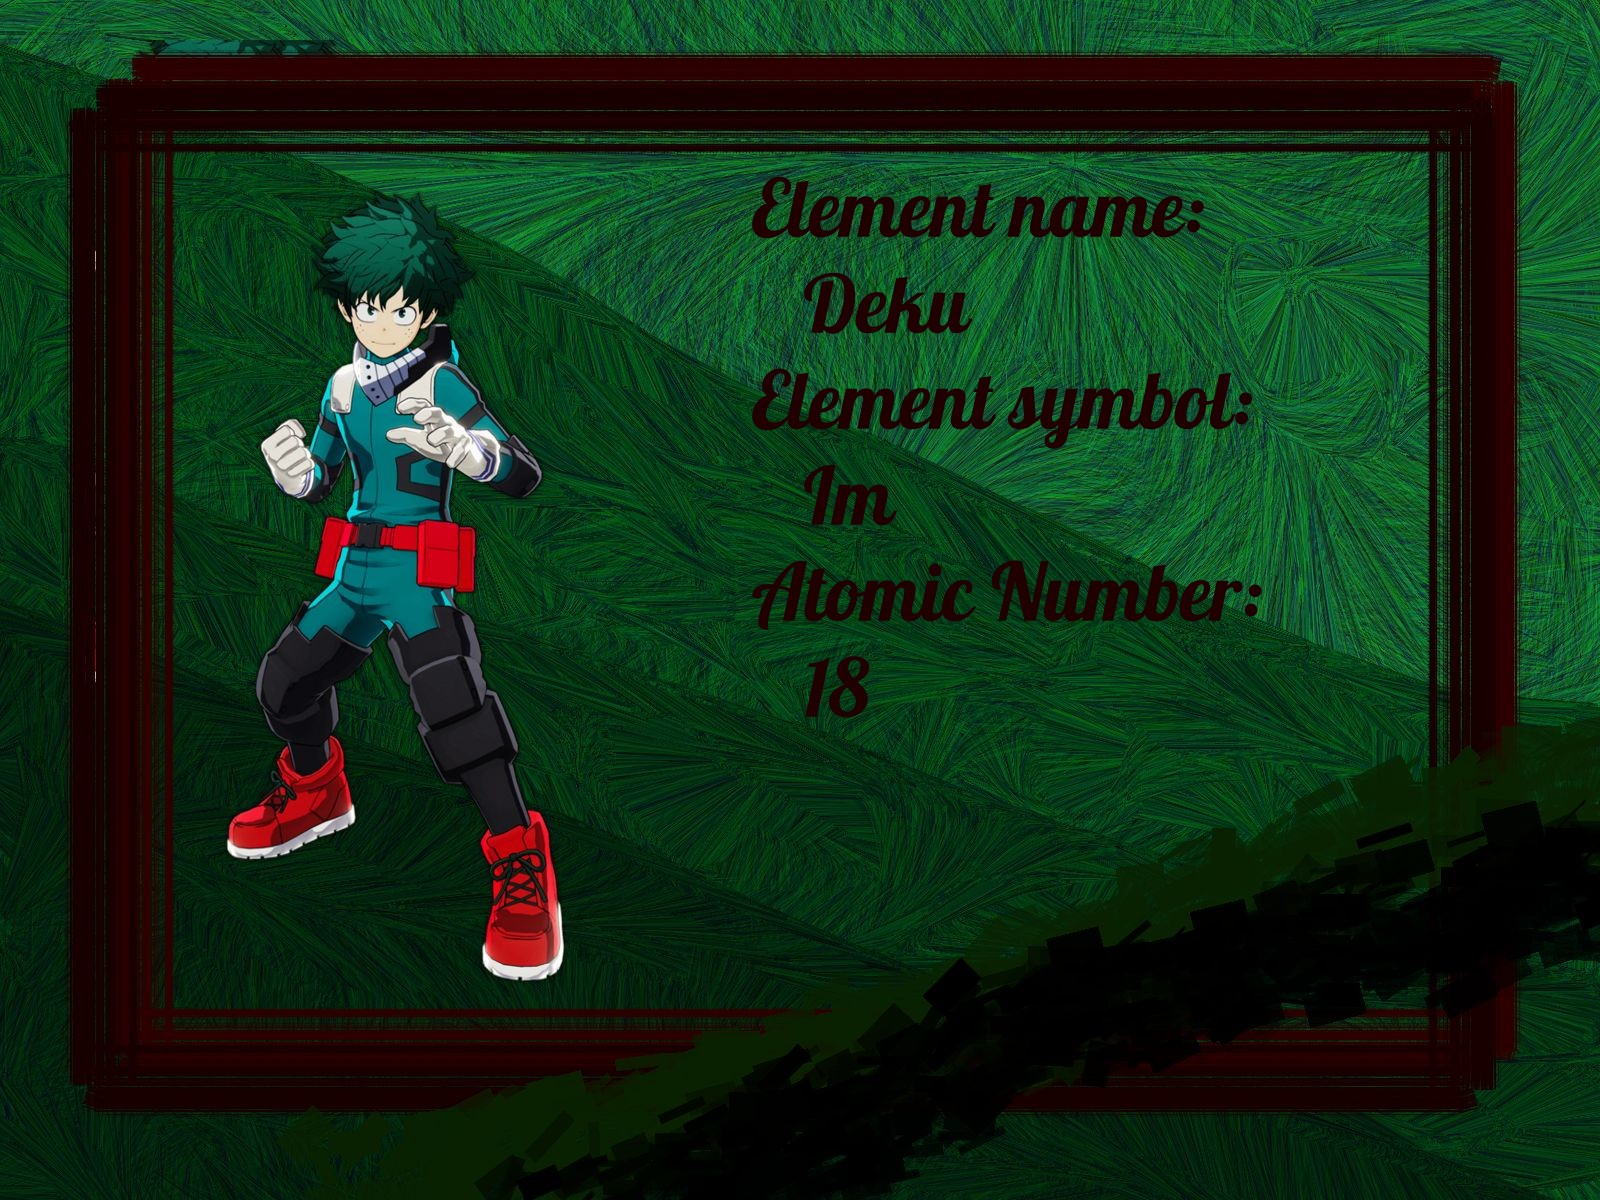 Element name:
Deku
Element symbol:
Im
Atomic Number:
18